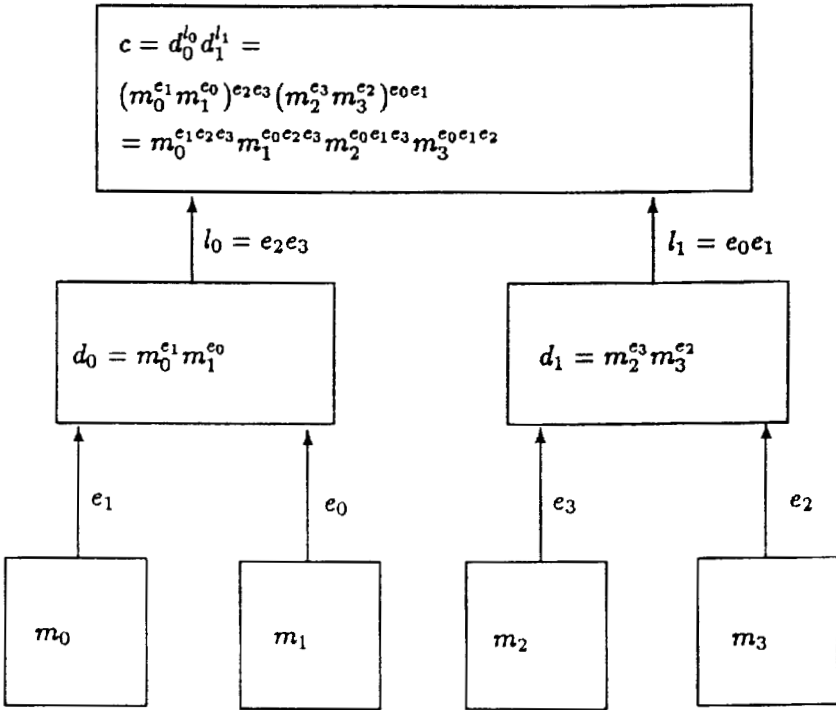 c = d_0^{l_0} d_1^{l_1} =
(m_0^{e_1} m_1^{e_0})^{e_2 e_3} (m_2^{e_3} m_3^{e_2})^{e_0 e_1}
= m_0^{e_1 e_2 e_3} m_1^{e_0 e_2 e_3} m_2^{e_0 e_1 e_3} m_3^{e_0 e_1 e_2}
l_0 = e_2 e_3
l_1 = e_0 e_1
d_0 = m_0^{e_1} m_1^{e_0}
d_1 = m_2^{e_3} m_3^{e_2}
e_1
e_0
e_3
e_2
m_0
m_1
m_2
m_3